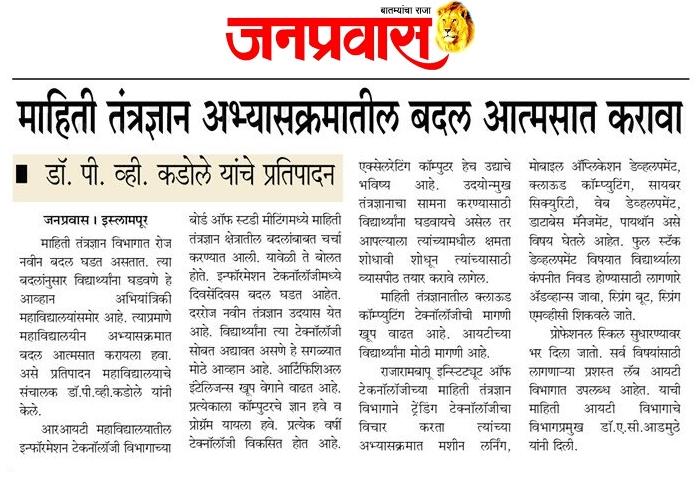 बातम्यांचा राजा
जनप्रवास
माहिती तंत्रज्ञान अभ्यासक्रमातील बदल आत्मसात करावा
डॉ. पी. व्ही. कडोले यांचे प्रतिपादन
जनप्रवास। इस्लामपूर
माहिती तंत्रज्ञान विभागात रोज
नवीन बदल घडत असतात. त्या
बदलांनुसार विद्यार्थ्यांना घडवणे हे
आव्हान अभियांत्रिकी
महाविद्यालयांसमोर आहे. त्याप्रमाणे
महाविद्यालयीन अभ्यासक्रमात
बदल आत्मसात करायला हवा.
असे प्रतिपादन महाविद्यालयाचे
संचालक डॉ.पी.व्ही.कडोले यांनी
केले.
आरआयटी महाविद्यालयातील
इन्फॉरमेशन टेकनॉलॉजी विभागाच्या
बोर्ड ऑफ स्टडी मीटिंगमध्ये माहिती
तंत्रज्ञान क्षेत्रातील बदलांबाबत चर्चा
करण्यात आली. यावेळी ते बोलत
होते. इन्फॉरमेशन टेकनॉलॉजीमध्ये
दिवसेंदिवस बदल घडत आहेत.
दररोज नवीन तंत्रज्ञान उदयास येत
आहे. विद्यार्थ्यांना त्या टेक्नॉलॉजी
सोबत अद्यावत असणे हे सगळ्यात
मोठे आव्हान आहे. आर्टिफिशिअल
इंटेलिजन्स खूप वेगाने वाढत आहे.
प्रत्येकाला कॉम्पुटरचे ज्ञान हवे व
प्रोग्रॅम यायला हवे. प्रत्येक वर्षी
टेक्नॉलॉजी विकसित होत आहे.
एक्सेलरेटिंग कॉम्पुटर हेच उद्याचे
भविष्य आहे. उदयोन्मुख
तंत्रज्ञानाचा सामना करण्यासाठी
विद्यार्थ्यांना घडवायचे असेल तर
आपल्याला त्यांच्यामधील क्षमता
शोधावी शोधून त्यांच्यासाठी
व्यासपीठ तयार करावे लागेल.
माहिती तंत्रज्ञानातील क्लाऊड
कॉम्प्युटिंग टेक्नॉलॉजीची मागणी
खूप वाढत आहे. आयटीच्या
विद्यार्थ्यांना मोठी मागणी आहे.
राजारामबापू इन्स्टिट्यूट ऑफ
टेकनॉलॉजीच्या माहिती तंत्रज्ञान
विभागाने ट्रेंडिंग टेक्नॉलॉजीचा
विचार करता त्यांच्या
अभ्यासक्रमात मशीन लर्निंग,
मोबाइल अँप्लिकेशन डेव्हलपमेंट,
क्लाऊड कॉम्प्युटिंग, सायबर
सिक्युरिटी, वेब डेव्हलपमेंट,
डाटाबेस मॅनेजमेंट, पायथॉन असे
विषय घेतले आहेत. फुल स्टॅक
डेव्हलपमेंट विषयात विद्यार्थ्याला
कंपनीत निवड होण्यासाठी लागणारे
अ‍ॅडव्हान्स जावा, स्प्रिंग बूट, स्प्रिंग
एमव्हीसी शिकवले जाते.
प्रोफेशनल स्किल सुधारण्यावर
भर दिला जातो. सर्व विषयांसाठी
लागणाऱ्या प्रशस्त लॅब आयटी
विभागात उपलब्ध आहेत. याची
माहिती आयटी विभागाचे
विभागप्रमुख डॉ.ए.सी.आडमुठे
यांनी दिली.